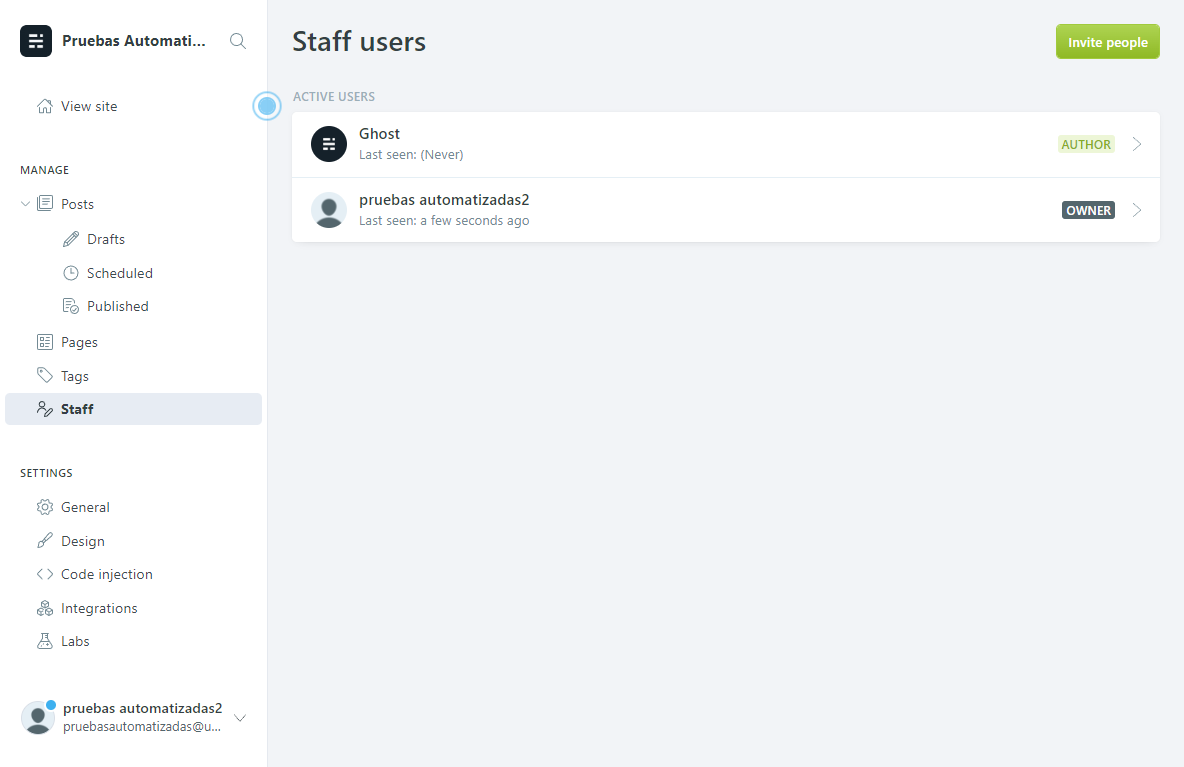 Pruebas Automati...
View site
MANAGE
Posts
Drafts
Scheduled
Published
Pages
Tags
Staff
SETTINGS
General
Design
Code injection
Integrations
Labs
pruebas automatizadas2
pruebasautomatizadas@u...
Staff users
Invite people
ACTIVE USERS
Ghost
Last seen: (Never)
AUTHOR
pruebas automatizadas2
Last seen: a few seconds ago
OWNER